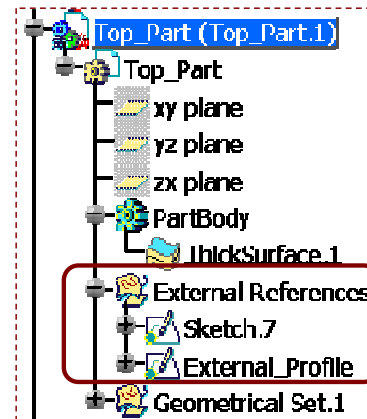 Top_Part (Top_Part.1)
Top_Part
xy plane
yz plane
zx plane
PartBody
ThickSurface.1
External References
Sketch.7
External_Profile
Geometrical Set.1